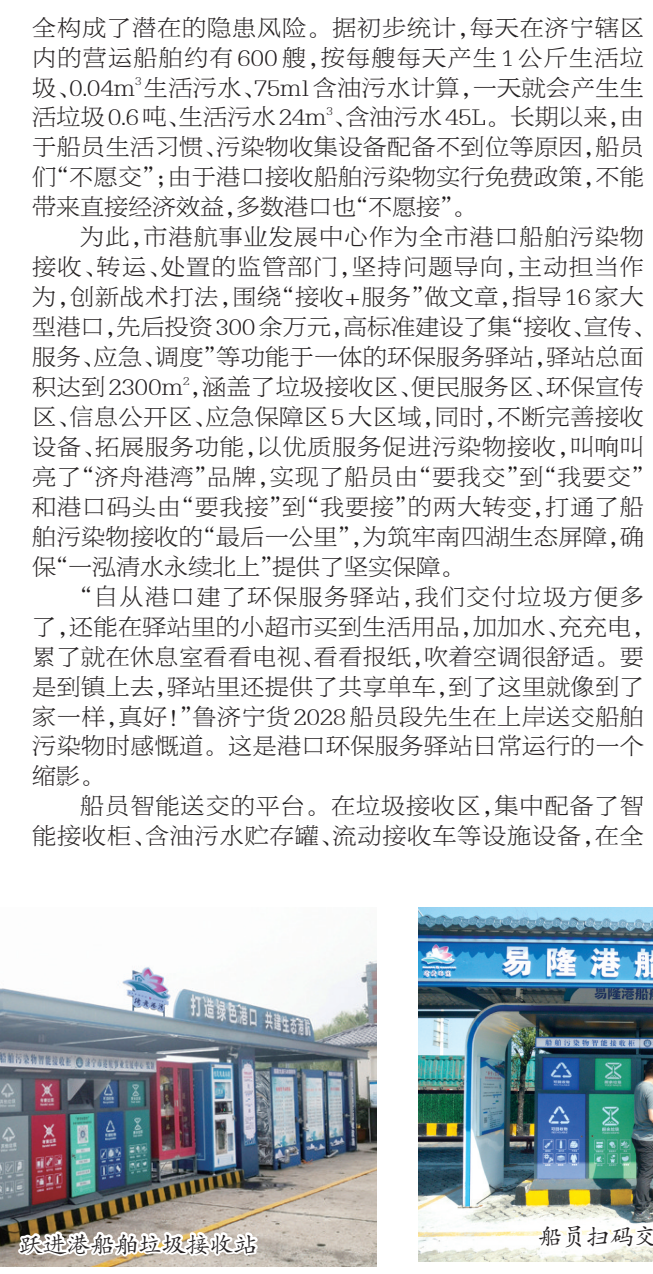 全构成了潜在的隐患风险。据初步统计,每天在济宁辖区
内的营运船舶约有600艘,按每艘每天产生1公斤生活垃
圾、0.04m³生活污水、75ml含油污水计算,一天就会产生生
活垃圾0.6吨、生活污水24m³、含油污水45L。长期以来,由
于船员生活习惯、污染物收集设备配备不到位等原因,船员
们“不愿交”;由于港口接收船舶污染物实行免费政策,不能
带来直接经济效益,多数港口也“不愿接”。
为此,市港航事业发展中心作为全市港口船舶污染物
接收、转运、处置的监管部门,坚持问题导向,主动担当作
为,创新战术打法,围绕“接收+服务”做文章,指导16家大
型港口,先后投资300余万元,高标准建设了集“接收、宣传、
服务、应急、调度”等功能于一体的环保服务驿站,驿站总面
积达到2300m²,涵盖了垃圾接收区、便民服务区、环保宣传
区、信息公开区、应急保障区5大区域,同时,不断完善接收
设备、拓展服务功能,以优质服务促进污染物接收,叫响叫
亮了“济舟港湾”品牌,实现了船员由“要我交”到“我要交”
和港口码头由“要我接”到“我要接”的两大转变,打通了船
舶污染物接收的“最后一公里”,为筑牢南四湖生态屏障,确
保“一泓清水永续北上”提供了坚实保障。
“自从港口建了环保服务驿站,我们交付垃圾方便多
了,还能在驿站里的小超市买到生活用品,加加水、充充电,
累了就在休息室看看电视、看看报纸,吹着空调很舒适。要
是到镇上去,驿站里还提供了共享单车,到了这里就像到了
家一样,真好!”鲁济宁货2028船员段先生在上岸送交船舶
污染物时感慨道。这是港口环保服务驿站日常运行的一个
缩影。
船员智能送交的平台。在垃圾接收区,集中配备了智
能接收柜、含油污水贮存罐、流动接收车等设施设备,在全
打造绿色港口 共建生态港航
船舶污染物智能接收柜
跃进港船舶垃圾接收站
易隆港船
易隆港船舶
船舶污染物智能接收柜
船员扫码交